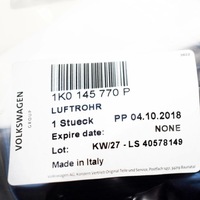 VOLKSWAGEN
GROUP
1K0 145 770 P
LUFTROHR
1 Stueck PP 04.10.2018
Expire date: NONE
Lot: KW/27 - LS 40578149
Made in Italy